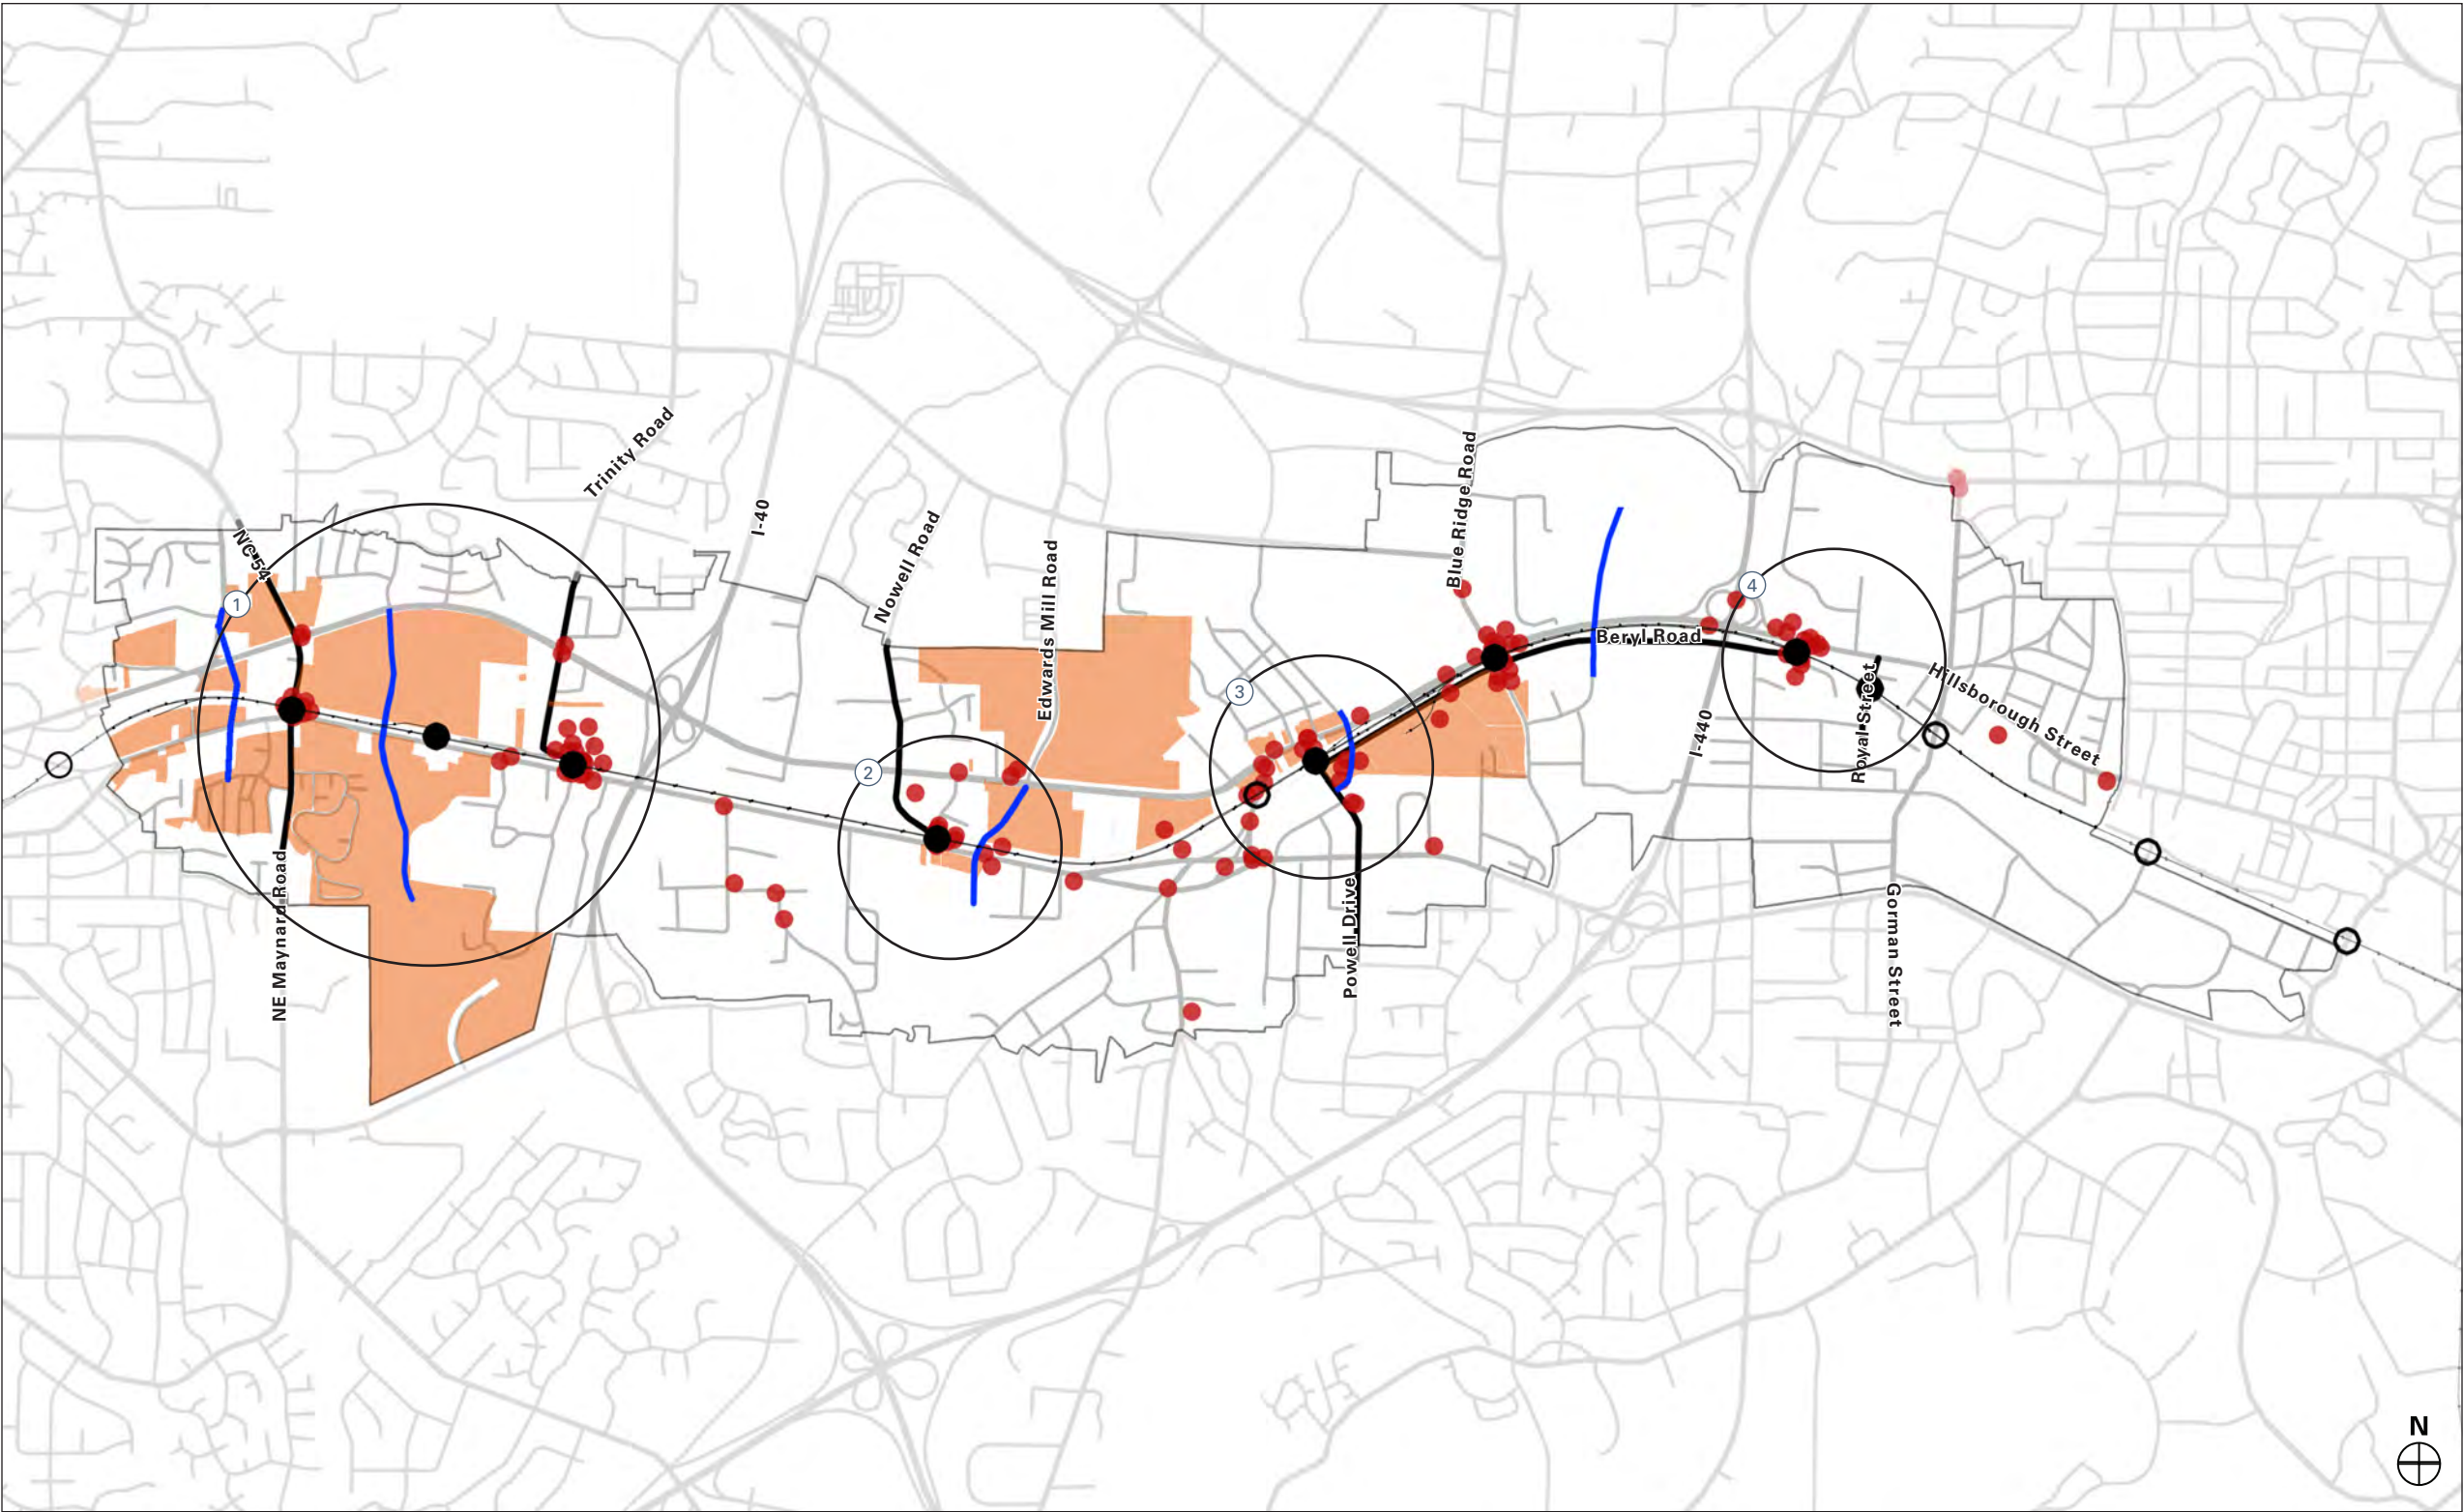 Trinity Road
Blue Ridge Road
I-40
Nowell Road
NC 54
Edwards Mill Road
1
4
Beryl Road
Hillsborough Street
Royal Street
3
I-440
2
NE Maynard Road
Powell Drive
Gorman Street
N